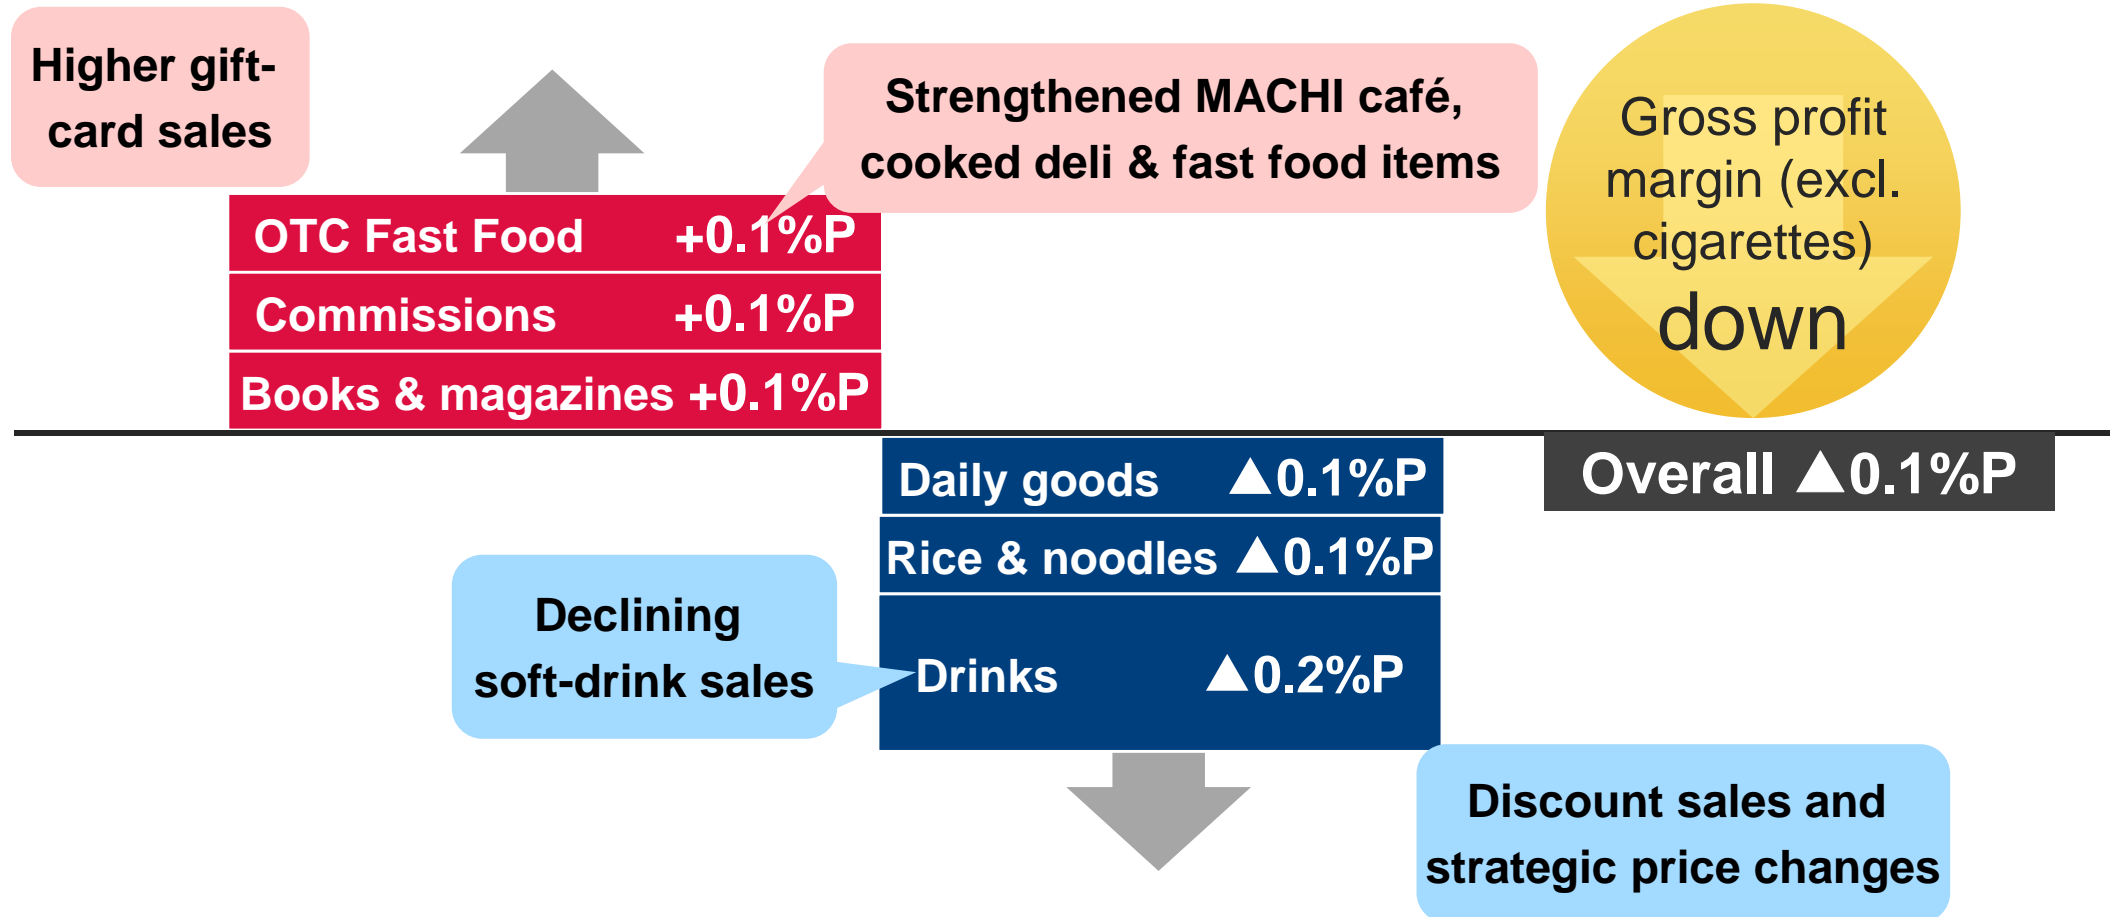 Higher gift-
card sales
Strengthened MACHI café,
cooked deli & fast food items
Gross profit
margin (excl.
cigarettes)
down
OTC Fast Food +0.1%P
Commissions +0.1%P
Books & magazines +0.1%P
Daily goods ▲0.1%P
Rice & noodles ▲0.1%P
Drinks ▲0.2%P
Overall ▲0.1%P
Declining
soft-drink sales
Discount sales and
strategic price changes